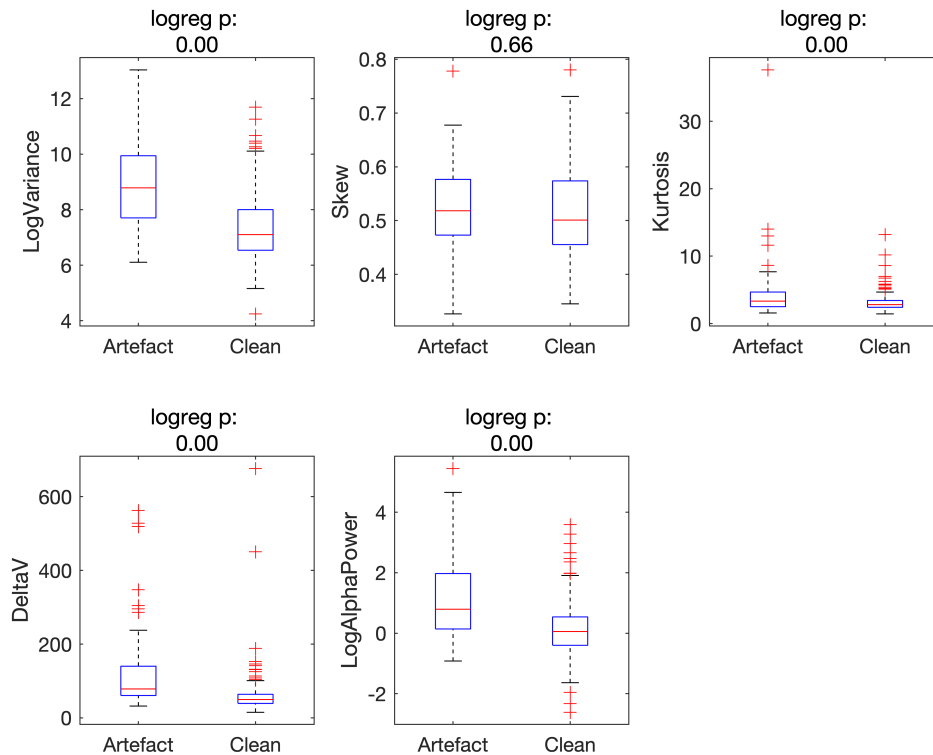 logreg p:
0.00
LogVariance
12
10
8
6
4
Artefact
Clean
logreg p:
0.66
Skew
0.8
0.7
0.6
0.5
0.4
Artefact
Clean
logreg p:
0.00
Kurtosis
30
20
10
0
Artefact
Clean
logreg p:
0.00
DeltaV
600
400
200
0
Artefact
Clean
logreg p:
0.00
LogAlphaPower
4
2
0
-2
Artefact
Clean